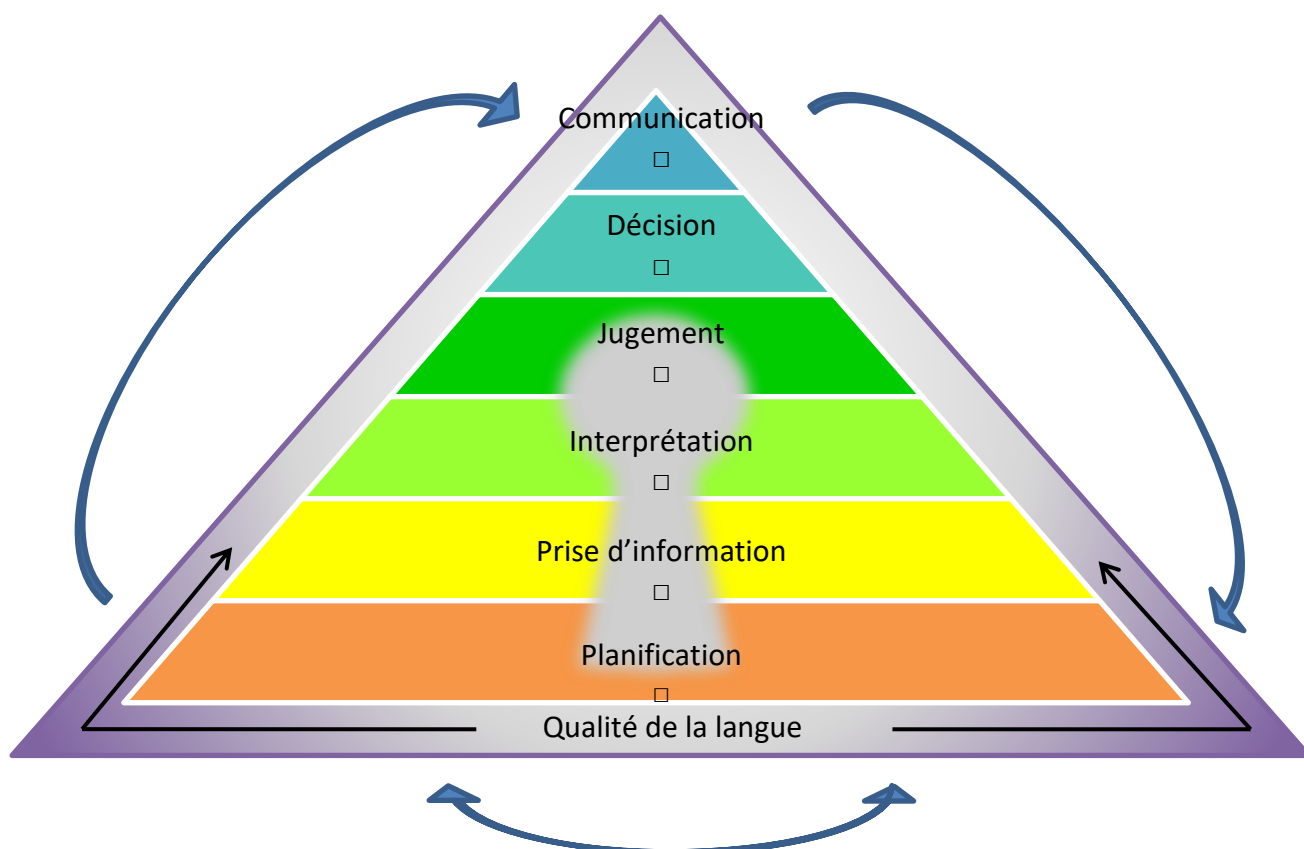 Communication
□
Décision
□
Jugement
□
Interprétation
□
Prise d’information
□
Planification
□
Qualité de la langue